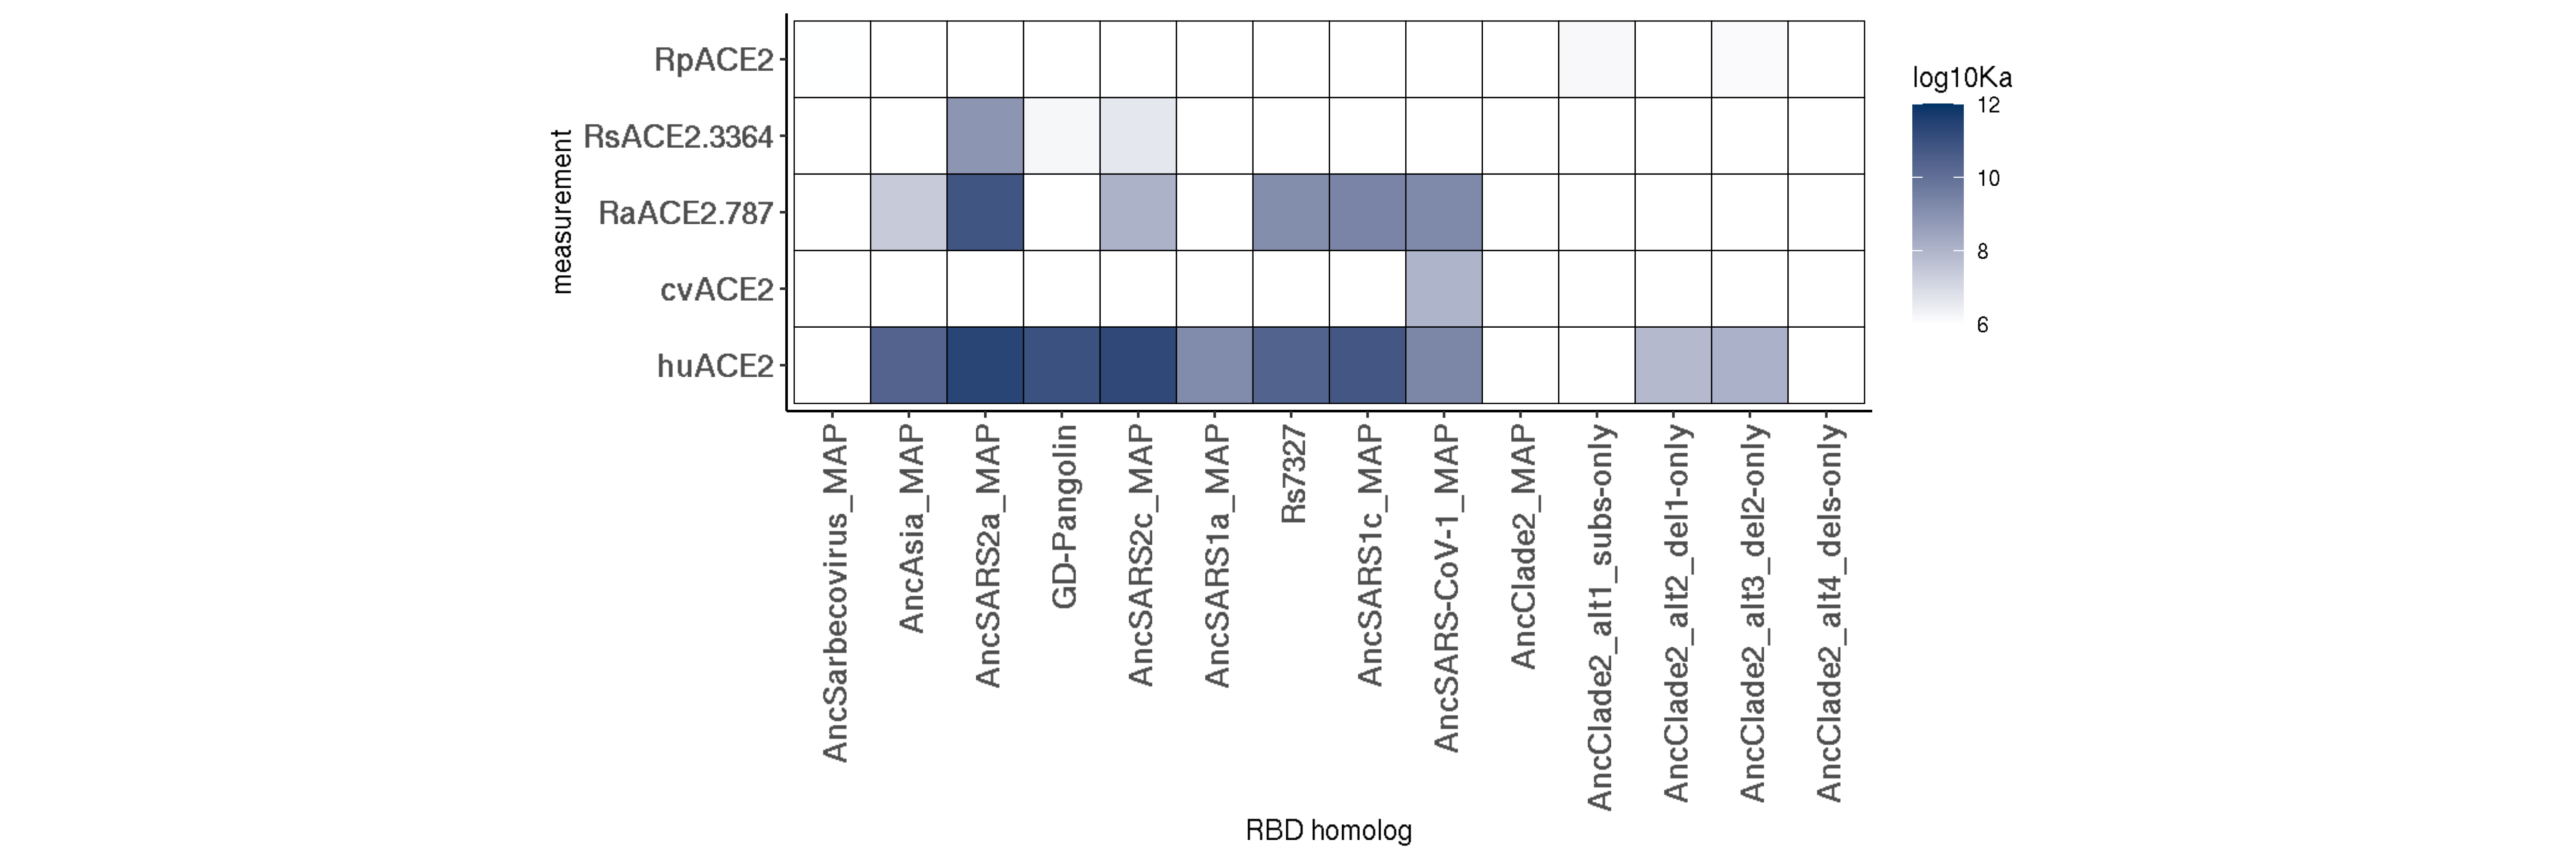 measurement
RpACE2
RsACE2.3364
RaACE2.787
cvACE2
huACE2
AncSarbecovirus_MAP
AncAsia_MAP
AncSARS2a_MAP
GD-Pangolin
AncSARS2c_MAP
AncSARS1a_MAP
Rs7327
AncSARS1c_MAP
AncSARS-CoV-1_MAP
AncClade2_MAP
AncClade2_alt1_subs-only
AncClade2_alt2_del1-only
AncClade2_alt3_del2-only
AncClade2_alt4_dels-only
RBD homolog
log10Ka
12
10
8
6